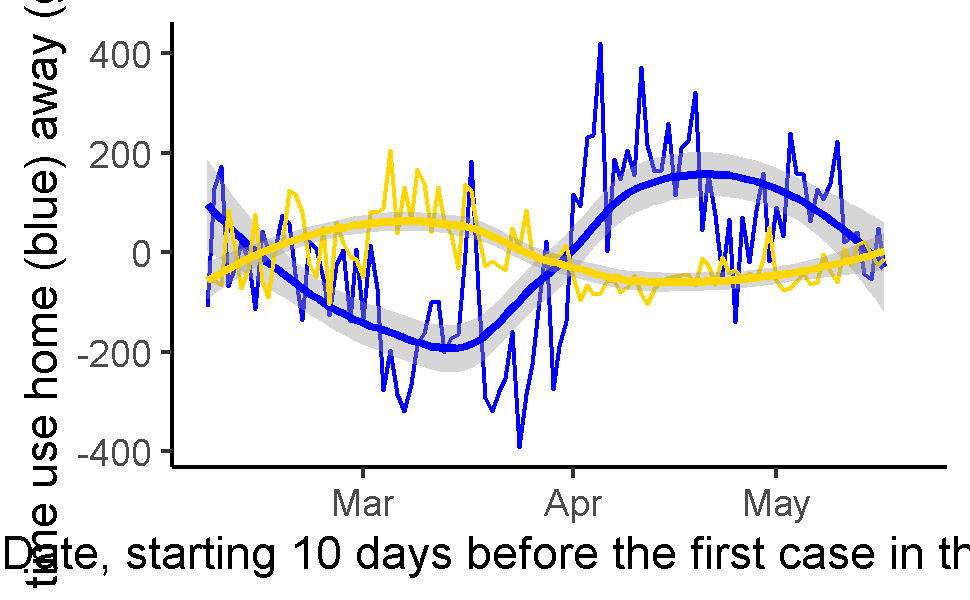 time use home (blue) away (
400
200
0
-200
-400
Mar Apr May
Date, starting 10 days before the first case in th